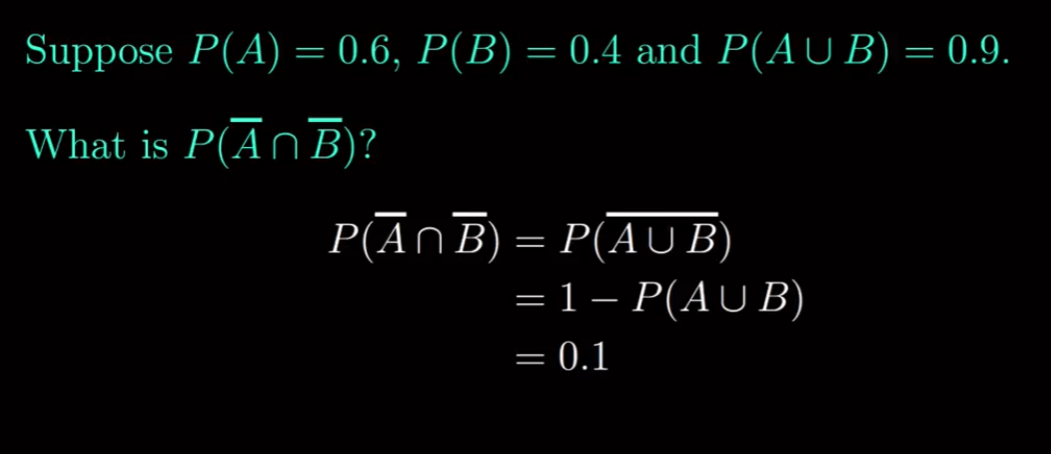 Suppose P(A) = 0.6, P(B) = 0.4 and P(A ∪ B) = 0.9.
What is P(A̅ ∩ B̅)?
P(A̅ ∩ B̅) = P(A̅ ∪̅ B̅)
= 1 − P(A ∪ B)
= 0.1